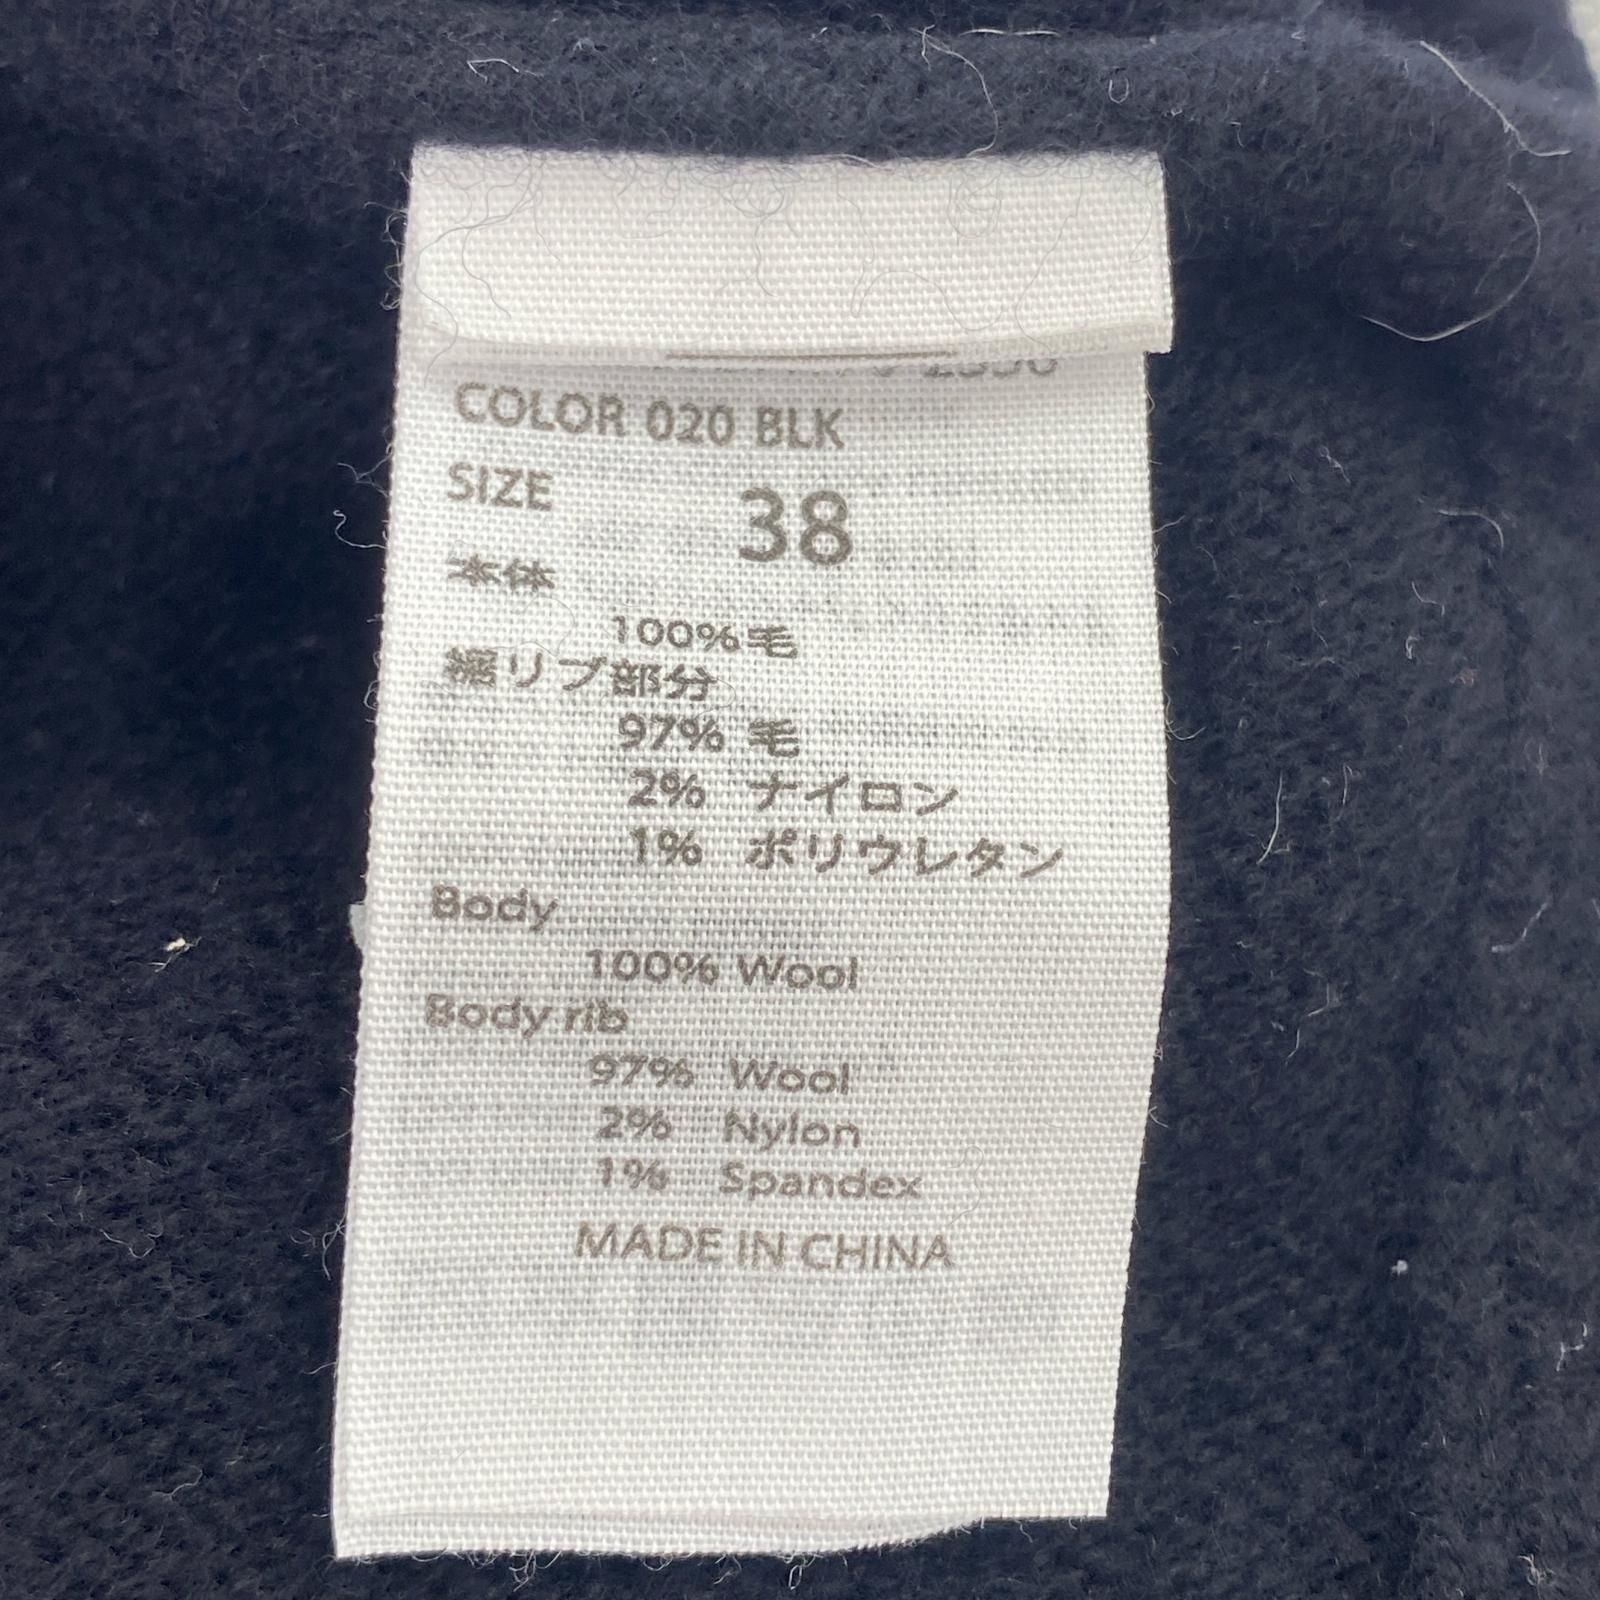 COLOR 020 BLK
SIZE 38
本体
100%毛
裾リブ部分
97% 毛
2% ナイロン
1% ポリウレタン
Body
100% Wool
Body rib
97% Wool
2% Nylon
1% Spandex
MADE IN CHINA